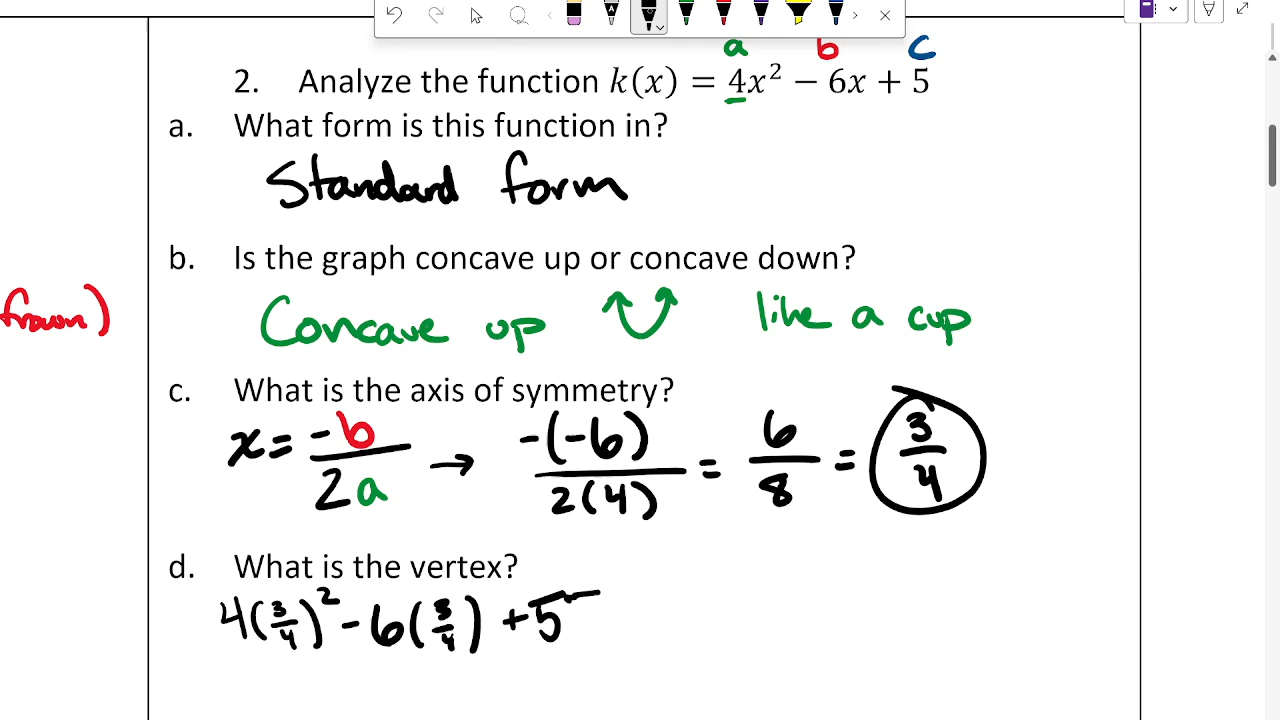 a b c
2. Analyze the function k(x) = 4x² − 6x + 5
a. What form is this function in?
Standard form
b. Is the graph concave up or concave down?
frown)
Concave up like a cup
c. What is the axis of symmetry?
x = -b/2a → -(-6)/2(4) = 6/8 = 3/4
d. What is the vertex?
4(3/4)² - 6(3/4) + 5